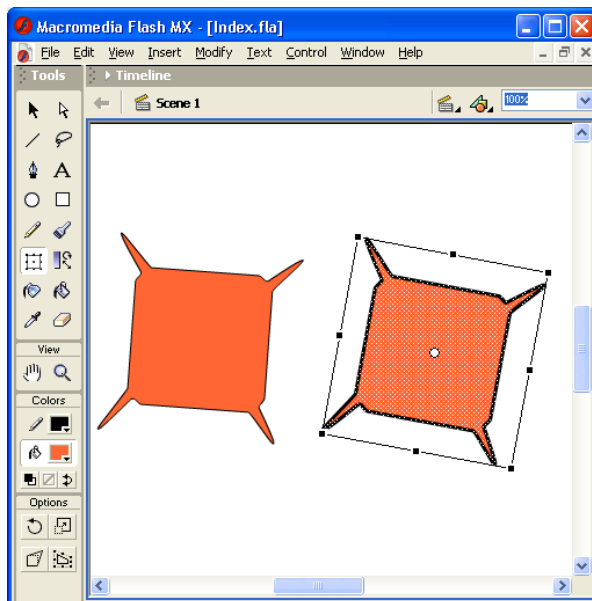 Macromedia Flash MX - [Index.fla]
File Edit View Insert Modify Text Control Window Help
Tools
Timeline
Scene 1
100%
A
View
Colors
Options